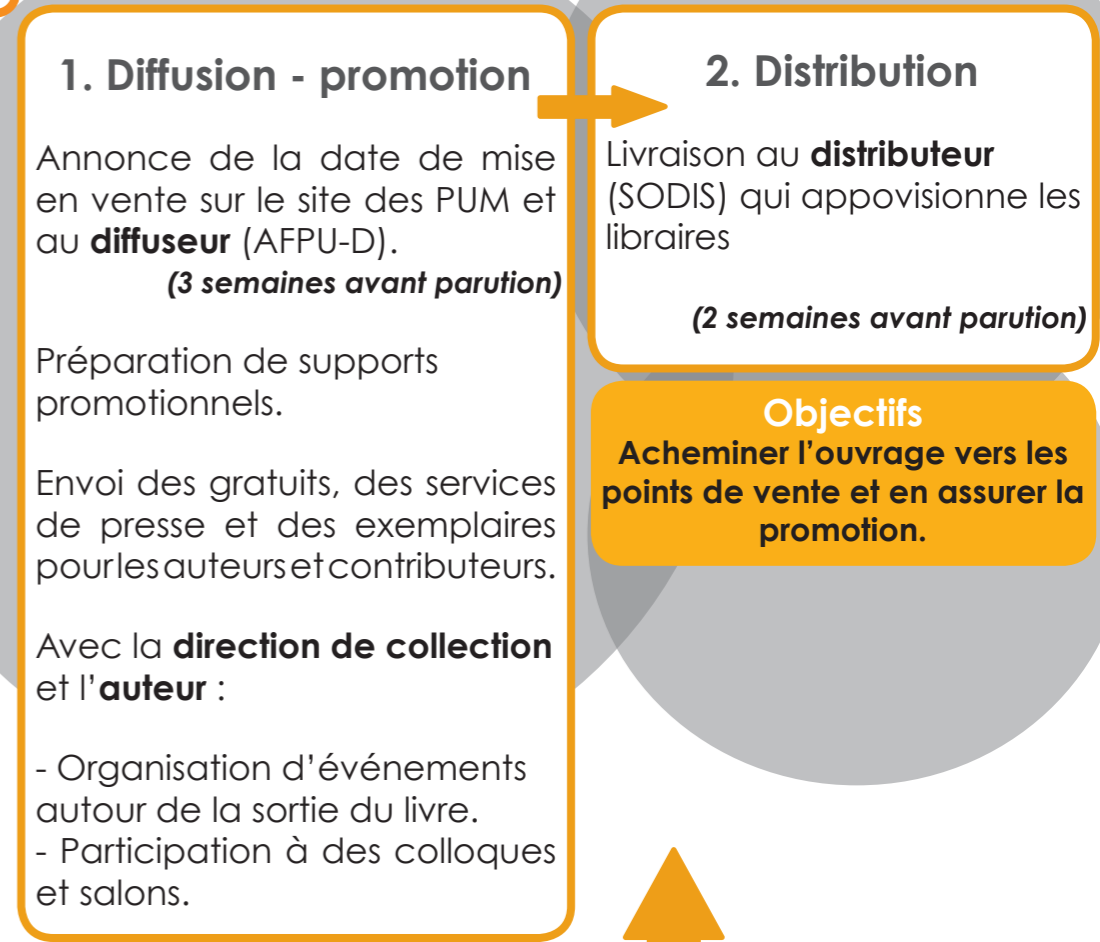 1. Diffusion - promotion
Annonce de la date de mise
en vente sur le site des PUM et
au diffuseur (AFPU-D).
(3 semaines avant parution)
Préparation de supports
promotionnels.
Envoi des gratuits, des services
de presse et des exemplaires
pourlesauteursetcontributeurs.
Avec la direction de collection
et l'auteur :
- Organisation d'événements
autour de la sortie du livre.
- Participation à des colloques
et salons.
2. Distribution
Livraison au distributeur
(SODIS) qui appovisionne les
libraires
(2 semaines avant parution)
Objectifs
Acheminer l'ouvrage vers les
points de vente et en assurer la
promotion.